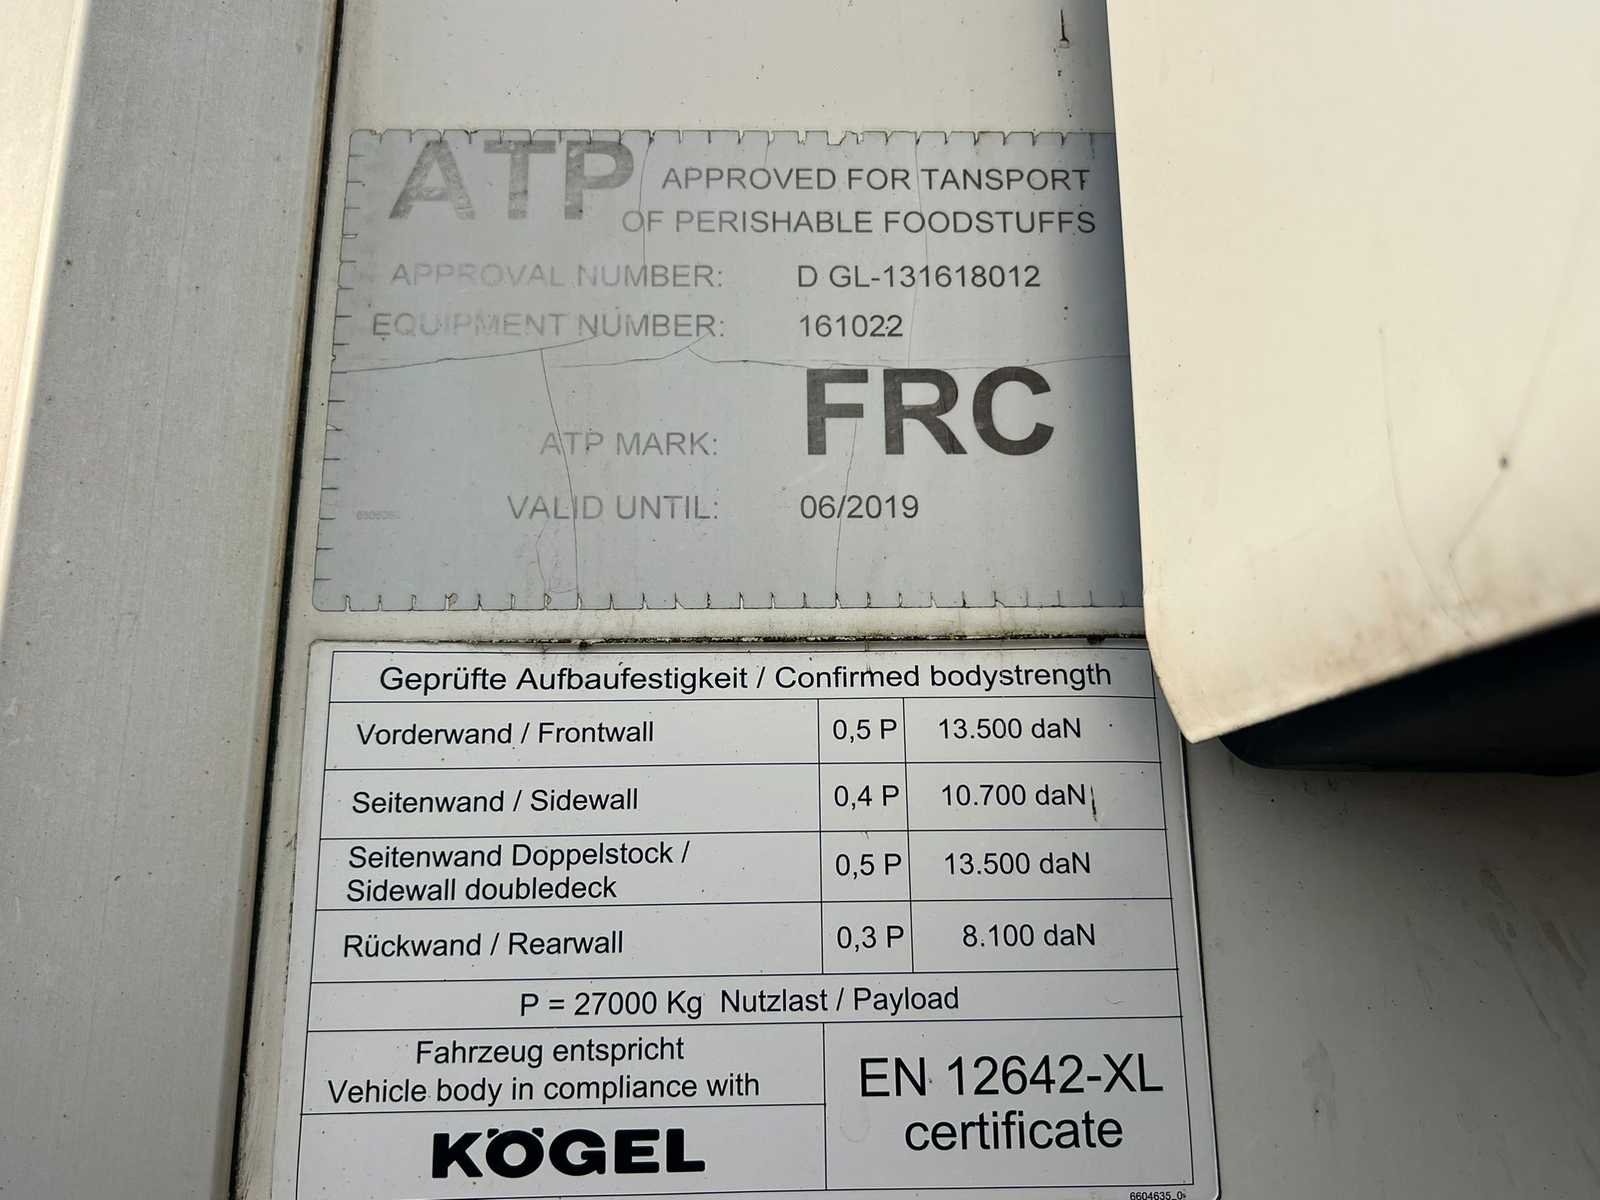 ATP APPROVED FOR TANSPORT
OF PERISHABLE FOODSTUFFS
APPROVAL NUMBER: D GL-131618012
EQUIPMENT NUMBER: 161022
ATP MARK: FRC
VALID UNTIL: 06/2019
Geprüfte Aufbaufestigkeit / Confirmed bodystrength
Vorderwand / Frontwall 0,5 P 13.500 daN
Seitenwand / Sidewall 0,4 P 10.700 daN
Seitenwand Doppelstock /
Sidewall doubledeck 0,5 P 13.500 daN
Rückwand / Rearwall 0,3 P 8.100 daN
P = 27000 Kg Nutzlast / Payload
Fahrzeug entspricht
Vehicle body in compliance with
EN 12642-XL
certificate
KÖGEL